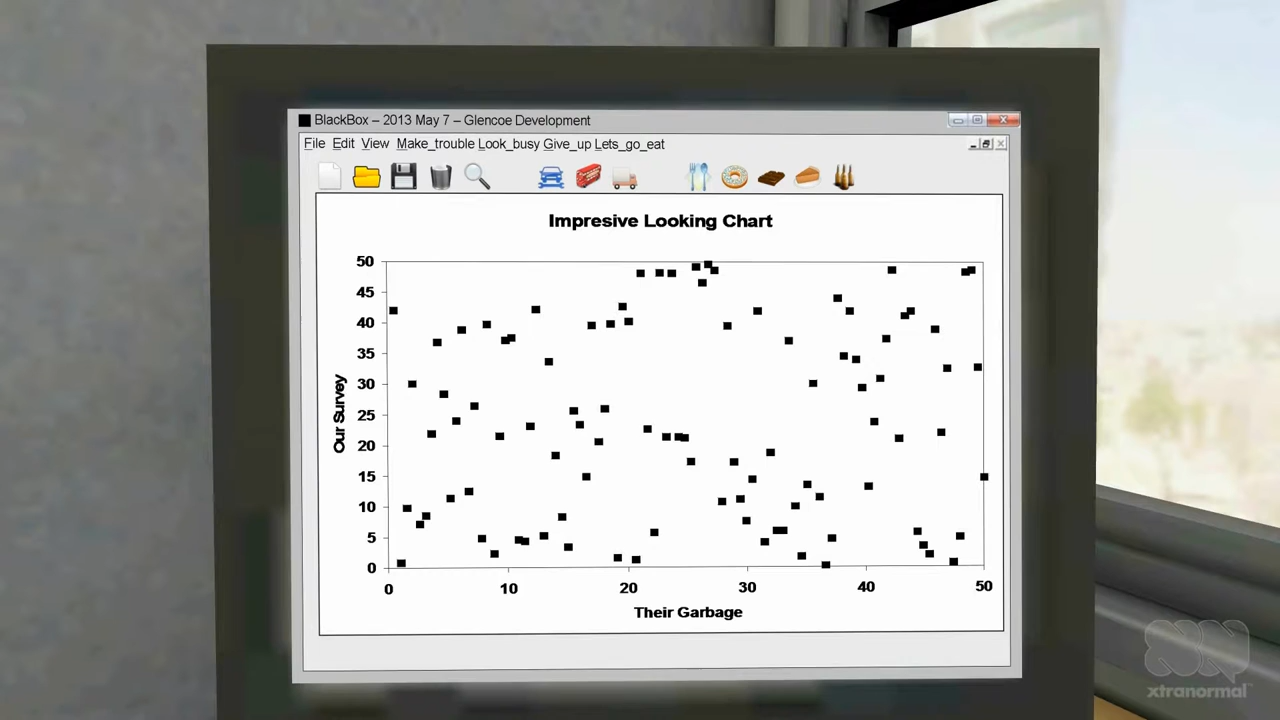 BlackBox – 2013 May 7 – Glencoe Development
File Edit View Make_trouble Look_busy Give_up Lets_go_eat
Impresive Looking Chart
50
45
40
35
30
25
20
15
10
5
0
Our Survey
0 10 20 30 40 50
Their Garbage
xtranormal